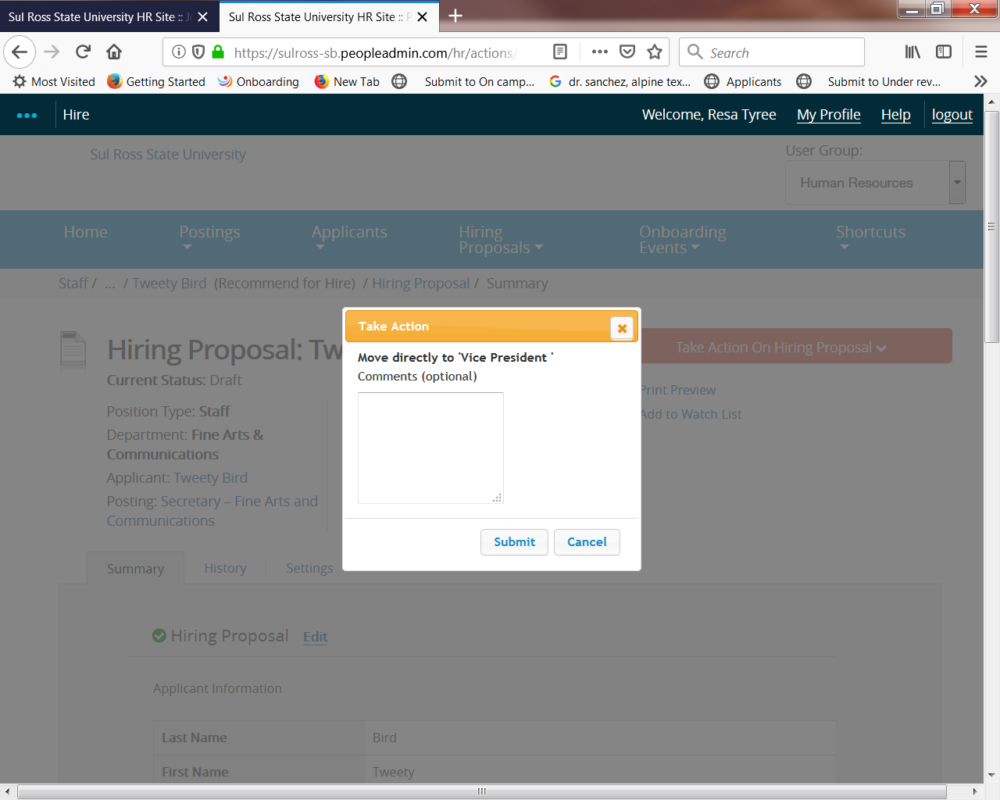 Sul Ross State University HR Site :: J
Sul Ross State University HR Site :: P
https://sulross-sb.peopleadmin.com/hr/actions/
Search
Most Visited
Getting Started
Onboarding
New Tab
Submit to On camp...
dr. sanchez, alpine tex...
Applicants
Submit to Under rev...
Hire
Welcome, Resa Tyree
My Profile
Help
logout
Sul Ross State University
User Group:
Human Resources
Home
Postings
Applicants
Hiring
Proposals
Onboarding
Events
Shortcuts
Staff / ... / Tweety Bird (Recommend for Hire) / Hiring Proposal / Summary
Hiring Proposal: Tw
Current Status: Draft
Position Type: Staff
Department: Fine Arts &
Communications
Applicant: Tweety Bird
Posting: Secretary – Fine Arts and
Communications
Take Action
Move directly to 'Vice President '
Comments (optional)
Submit
Cancel
Take Action On Hiring Proposal
Print Preview
Add to Watch List
Summary
History
Settings
Hiring Proposal Edit
Applicant Information
Last Name Bird
First Name Tweety